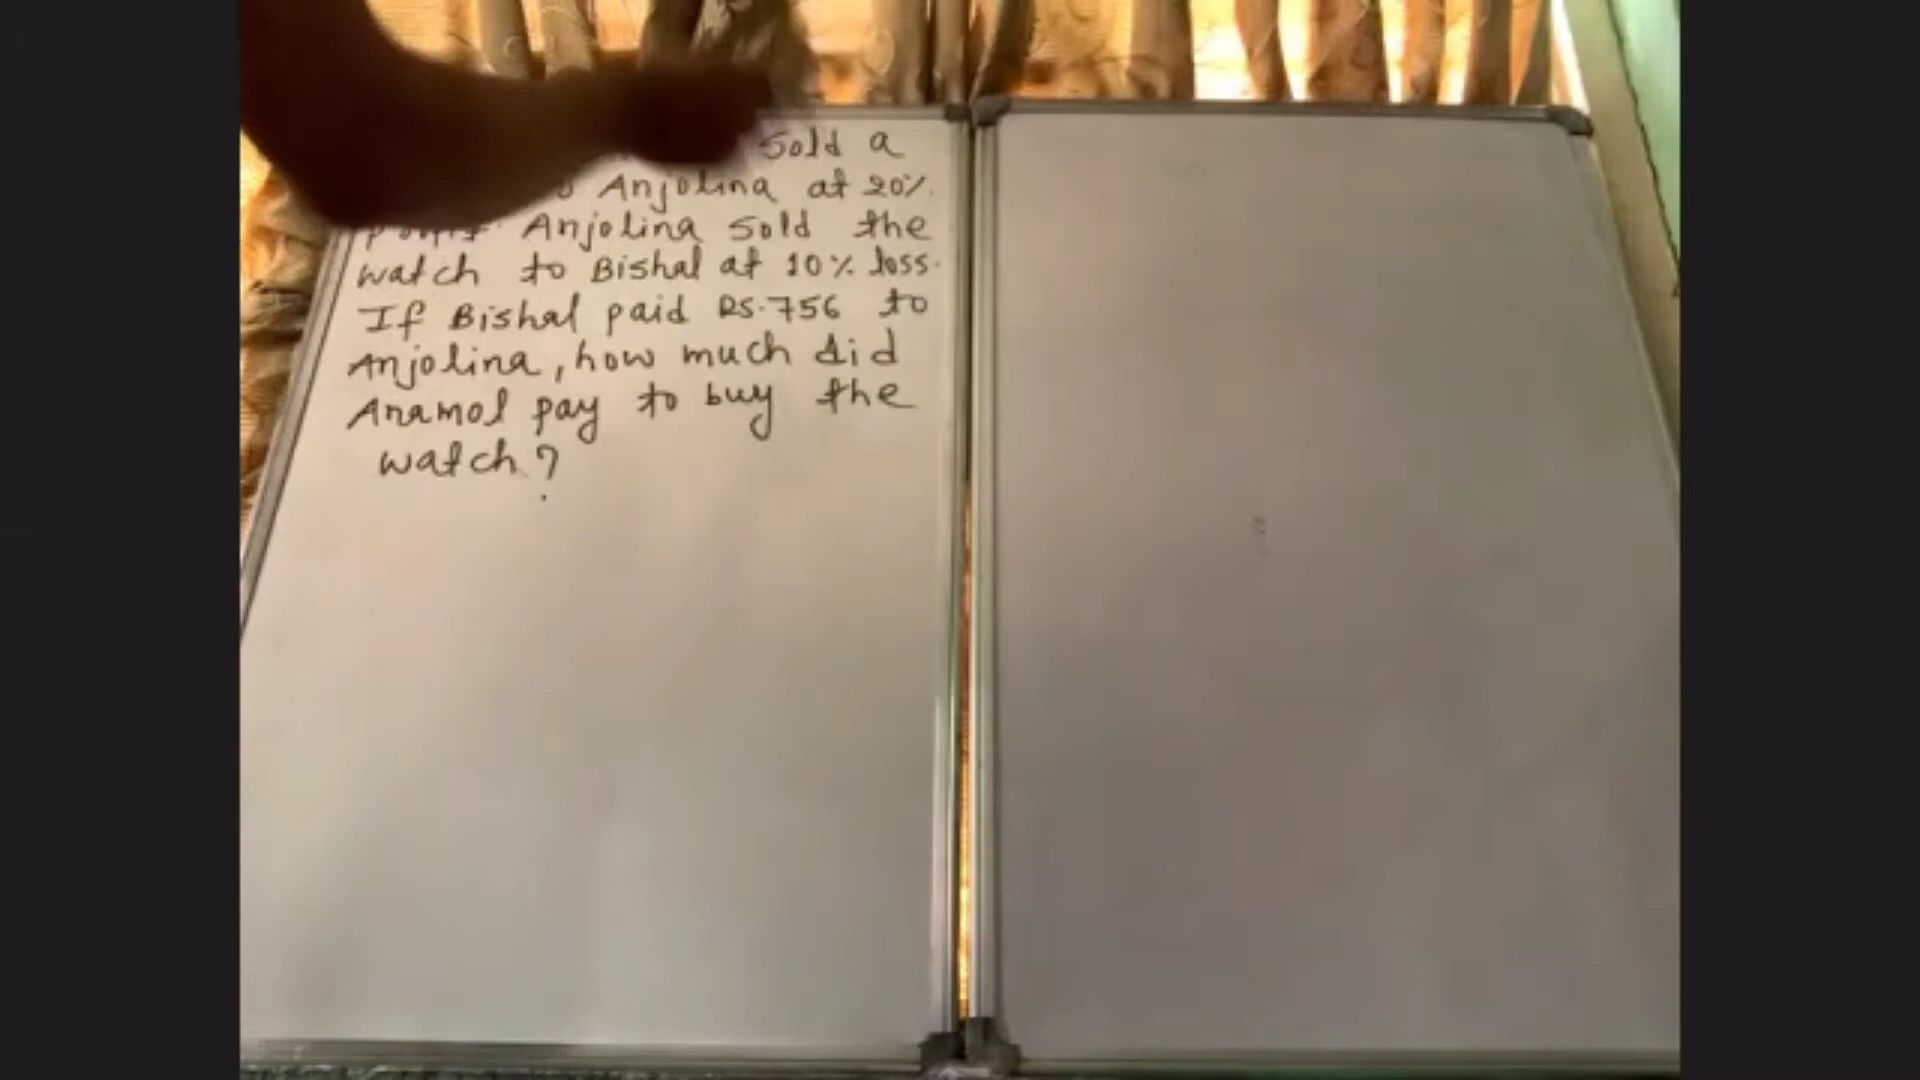 Sold a
Anjolina at 20%.
profit. Anjolina sold the
watch to Bishal at 10% loss.
If Bishal paid Rs.756 to
Anjolina, how much did
Anamol pay to buy the
watch?